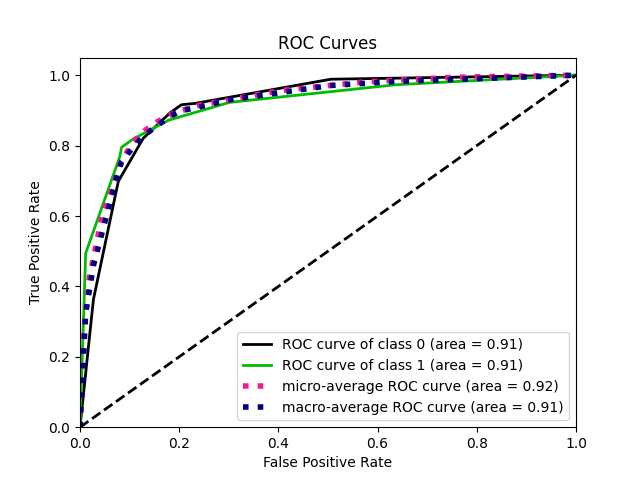 ROC Curves
True Positive Rate
1.0
0.8
0.6
0.4
0.2
0.0
ROC curve of class 0 (area = 0.91)
ROC curve of class 1 (area = 0.91)
micro-average ROC curve (area = 0.92)
macro-average ROC curve (area = 0.91)
0.0 0.2 0.4 0.6 0.8 1.0
False Positive Rate